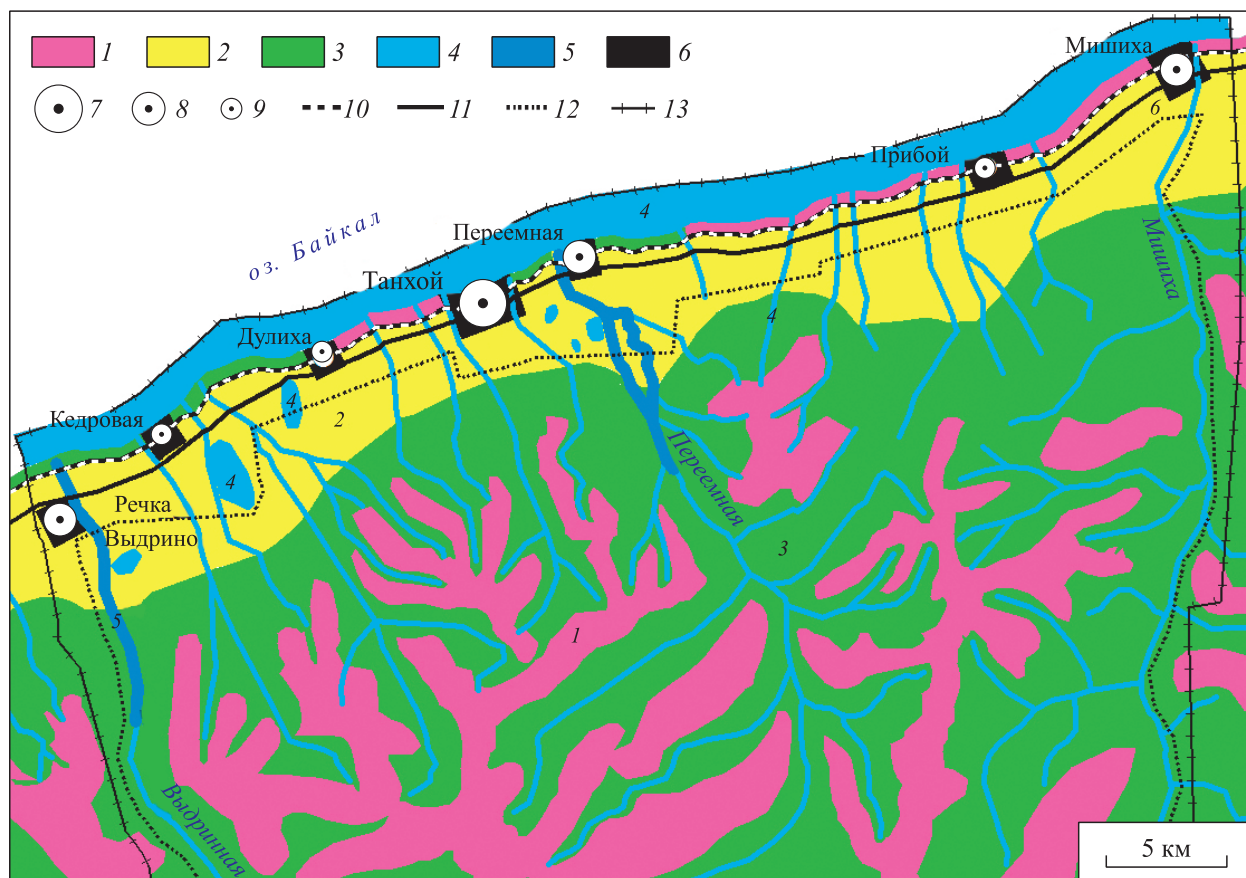 1 2 3 4 5 6
7 8 9 10 11 12 13
Мишиха
6
Прибой
4
Переемная
оз. Байкал
Танхой
Мишиха
4
Дулиха
4
2
Кедровая
Переемная
4
Речка
Выдрино
3
5
1
Выдринная
5 км